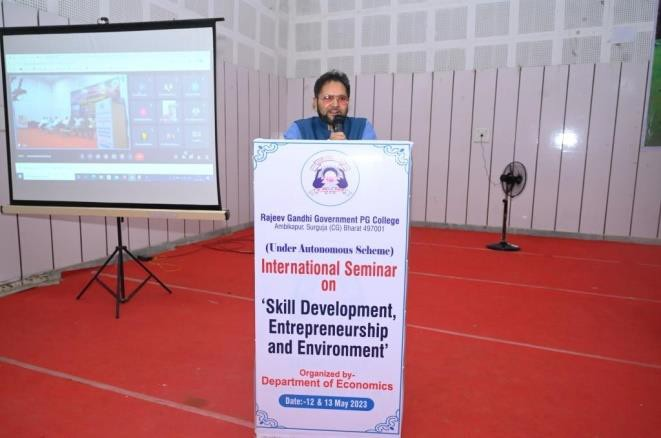 Rajeev Gandhi Government PG College
Ambikapur, Surguja (CG) Bharat 497001
(Under Autonomous Scheme)
International Seminar
on
‘Skill Development,
Entrepreneurship
and Environment’
Organized by-
Department of Economics
Date:-12 & 13 May 2023